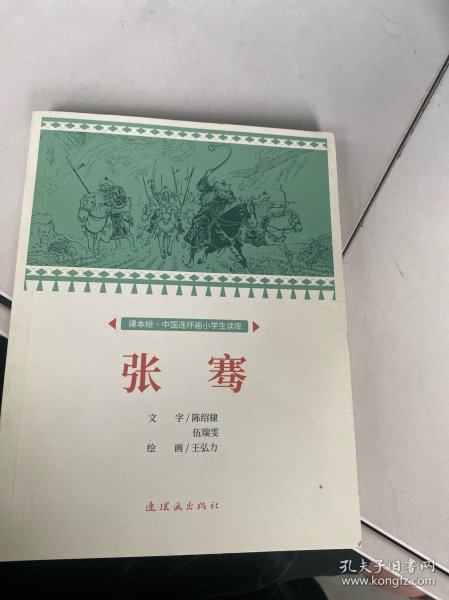 课本绘·中国连环画小学生读库
张骞
文 字/陈绍棣
伍瑞雯
绘 画/王弘力
连环画出版社
孔夫子旧书网
www.kongfz.com